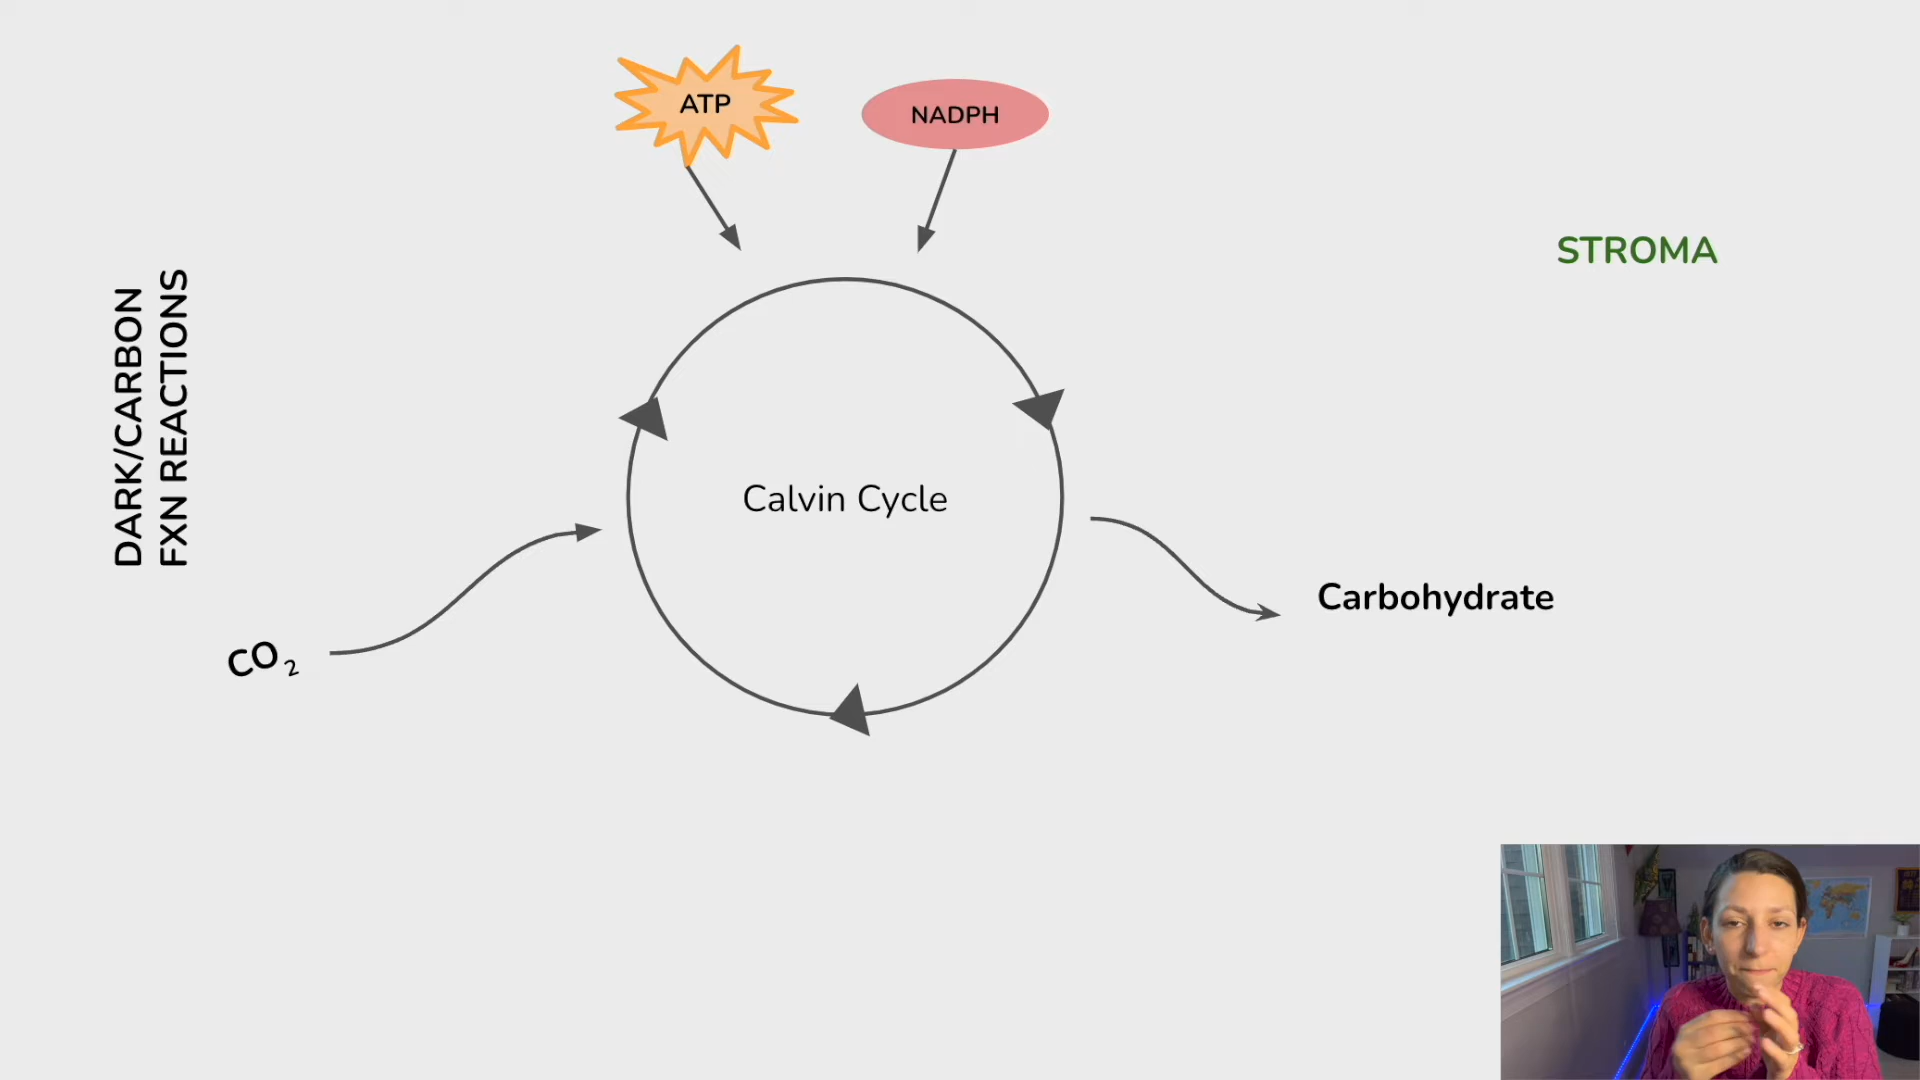 ATP
NADPH
STROMA
DARK/CARBON
FXN REACTIONS
Calvin Cycle
Carbohydrate
CO₂